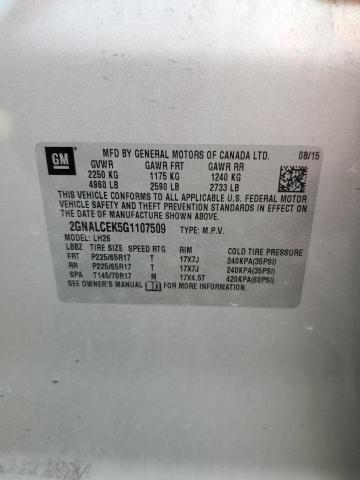 GM MFD BY GENERAL MOTORS OF CANADA LTD. 08/15
GVWR GAWR FRT GAWR RR
2250 KG 1175 KG 1240 KG
4960 LB 2590 LB 2733 LB
THIS VEHICLE CONFORMS TO ALL APPLICABLE U.S. FEDERAL MOTOR
VEHICLE SAFETY AND THEFT PREVENTION STANDARDS IN EFFECT
ON THE DATE OF MANUFACTURE SHOWN ABOVE.
2GNALCEK5G1107509 TYPE: M.P.V.
MODEL: LH26
LBBZ TIRE SIZE SPEED RTG RIM COLD TIRE PRESSURE
FRT P225/65R17 T 17X7J 240KPA(35PSI)
RR P225/65R17 T 17X7J 240KPA(35PSI)
SPA T145/70R17 M 17X4.5T 420KPA(60PSI)
SEE OWNER'S MANUAL FOR MORE INFORMATION.